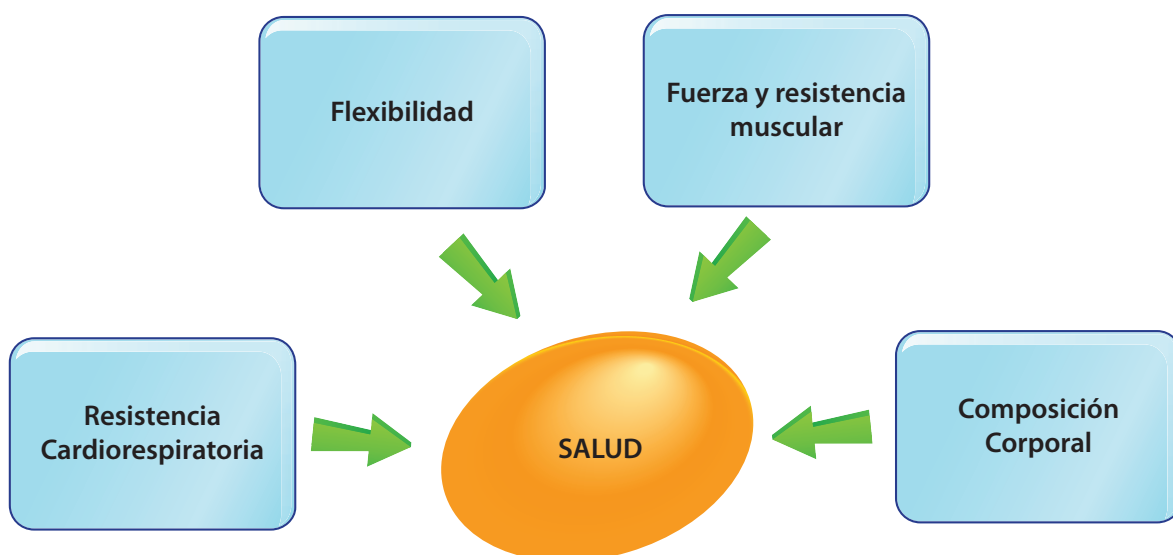 Flexibilidad
Fuerza y resistencia
muscular
Resistencia
Cardiorespiratoria
SALUD
Composición
Corporal